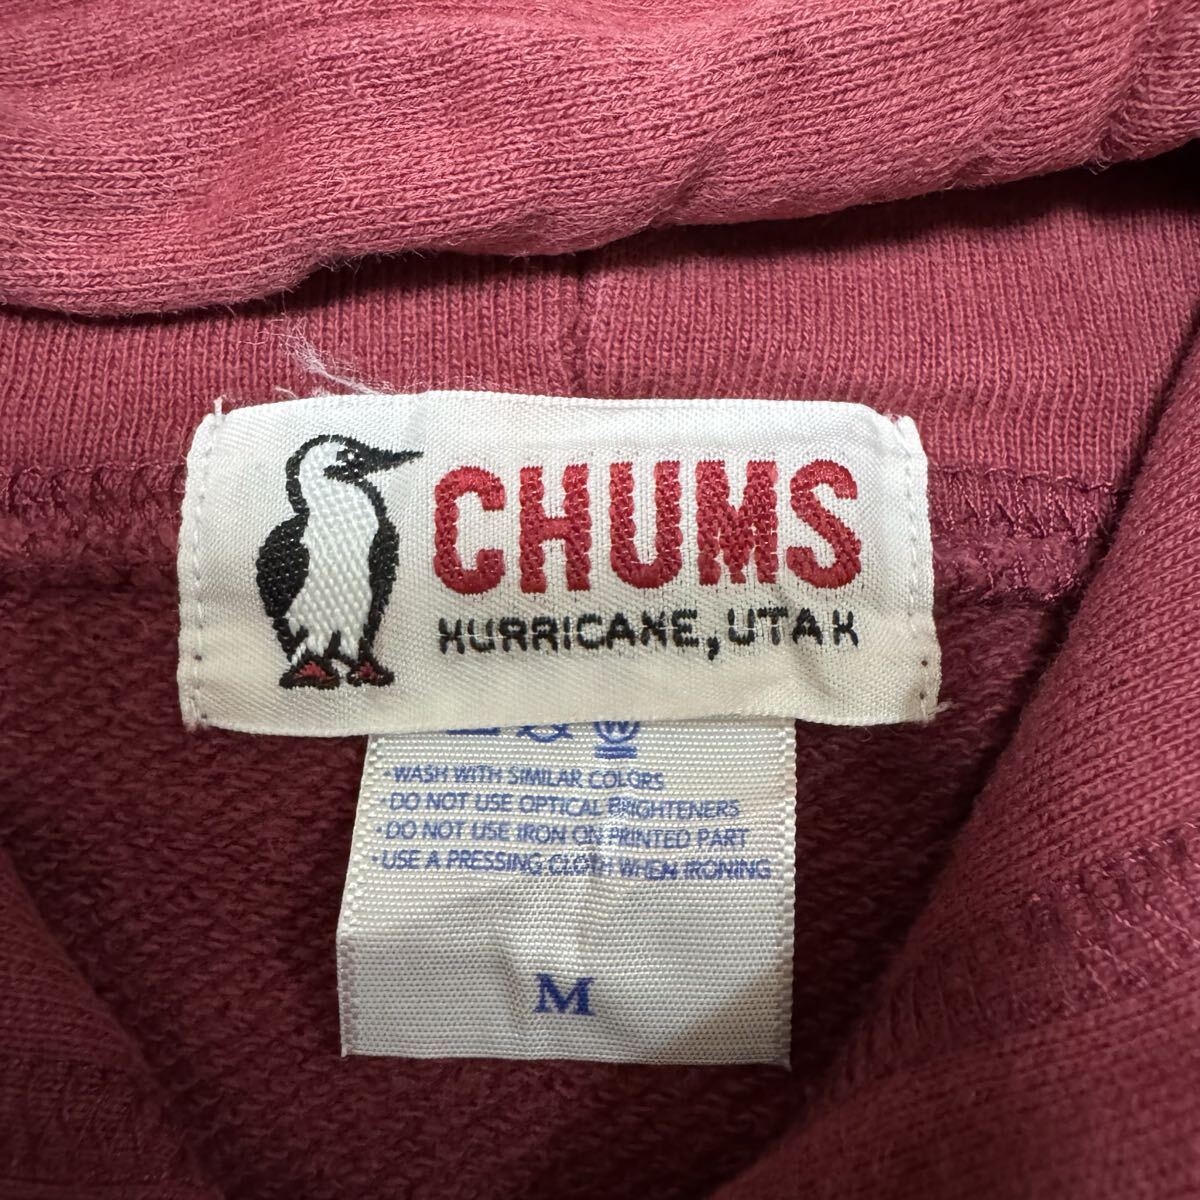 CHUMS
HURRICANE, UTAH
W
•WASH WITH SIMILAR COLORS
•DO NOT USE OPTICAL BRIGHTENERS
•DO NOT USE IRON ON PRINTED PART
•USE A PRESSING CLOTH WHEN IRONING
M